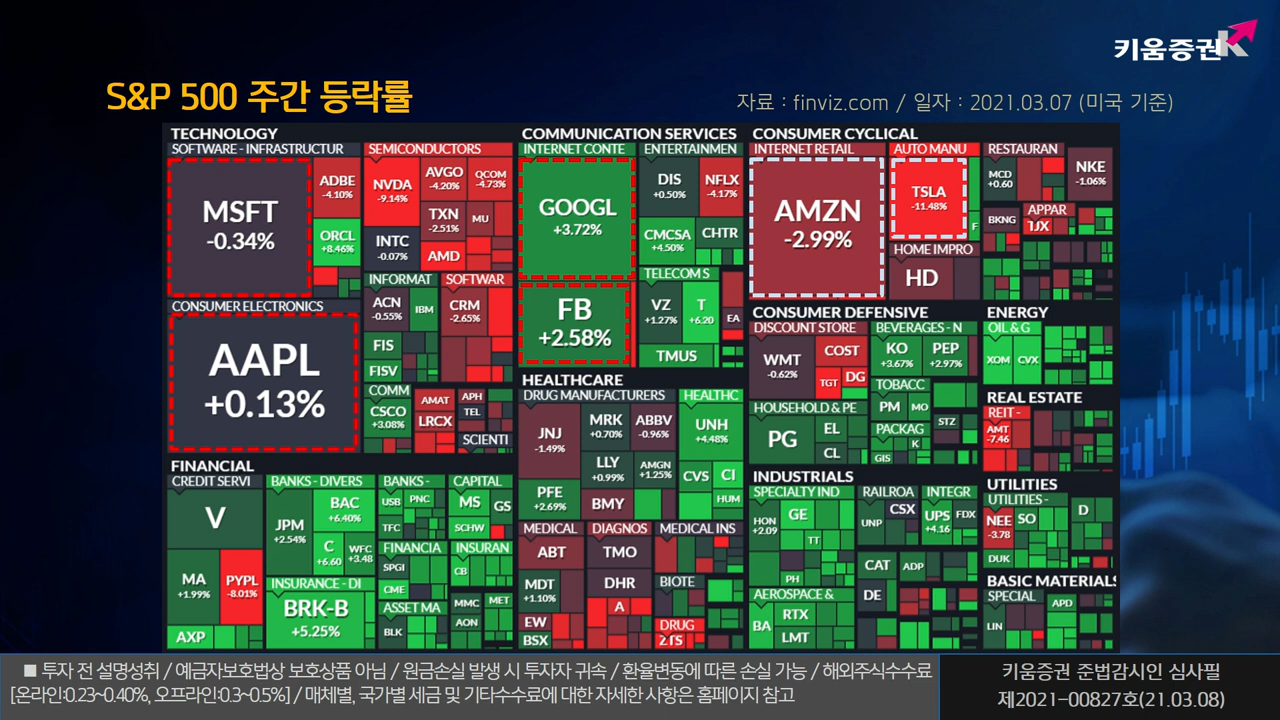 키움증권
S&P 500 주간 등락률
자료 : finviz.com / 일자 : 2021.03.07 (미국 기준)
TECHNOLOGY
SOFTWARE - INFRASTRUCTUR
MSFT
-0.34%
ADBE
-4.10%
ORCL
+8.46%
CONSUMER ELECTRONICS
AAPL
+0.13%
SEMICONDUCTORS
NVDA
-9.14%
AVGO
-4.20%
QCOM
-4.73%
TXN
-2.51%
MU
INTC
-0.07%
AMD
INFORMAT
ACN
-0.55%
IBM
FIS
FISV
SOFTWAR
CRM
-2.65%
COMM
CSCO
+3.08%
AMAT
LRCX
APH
TEL
SCIENTI
COMMUNICATION SERVICES
INTERNET CONTE
GOOGL
+3.72%
FB
+2.58%
ENTERTAINMEN
DIS
+0.50%
NFLX
-4.17%
CMCSA
+4.50%
CHTR
TELECOM S
VZ
+1.27%
T
+6.20
EA
TMUS
CONSUMER CYCLICAL
INTERNET RETAIL
AMZN
-2.99%
AUTO MANU
TSLA
-11.48%
F
HOME IMPRO
HD
RESTAURAN
MCD
+0.60
NKE
-1.06%
BKNG
APPAR
TJX
CONSUMER DEFENSIVE
DISCOUNT STORE
WMT
-0.62%
COST
TGT
DG
BEVERAGES - N
KO
+3.67%
PEP
+2.97%
HOUSEHOLD & PE
PG
EL
CL
TOBACC
PM
MO
PACKAG
K
GIS
STZ
ENERGY
OIL & G
XOM
CVX
REAL ESTATE
REIT -
AMT
-7.46
HEALTHCARE
DRUG MANUFACTURERS
JNJ
-1.49%
MRK
+0.70%
ABBV
-0.96%
LLY
+0.99%
AMGN
+1.25%
PFE
+2.69%
BMY
HEALTHC
UNH
+4.48%
CVS
CI
HUM
MEDICAL
ABT
MDT
+1.10%
EW
BSX
DIAGNOS
TMO
DHR
A
MEDICAL INS
BIOTE
DRUG
ZTS
FINANCIAL
CREDIT SERVI
V
MA
+1.99%
PYPL
-8.01%
AXP
BANKS - DIVERS
JPM
+2.54%
BAC
+6.40%
C
+6.60
WFC
+3.48
INSURANCE - DI
BRK-B
+5.25%
BANKS -
USB
PNC
TFC
FINANCIA
SPGI
CME
ASSET MA
BLK
CAPITAL
MS
GS
SCHW
INSURAN
CB
MMC
MET
AON
INDUSTRIALS
SPECIALTY IND
HON
+2.09
GE
TT
PH
AEROSPACE &
BA
RTX
LMT
RAILROA
UNP
CSX
INTEGR
UPS
+4.16
FDX
CAT
ADP
DE
UTILITIES
UTILITIES -
NEE
-3.78
SO
D
DUK
BASIC MATERIALS
SPECIAL
LIN
APD
■ 투자 전 설명성취 / 예금자보호법상 보호상품 아님 / 원금손실 발생 시 투자자 귀속 / 환율변동에 따른 손실 가능 / 해외주식수수료
[온라인:0.23~0.40%, 오프라인:0.3~0.5%] / 매체별, 국가별 세금 및 기타수수료에 대한 자세한 사항은 홈페이지 참고
키움증권 준법감시인 심사필
제2021-00827호(21.03.08)